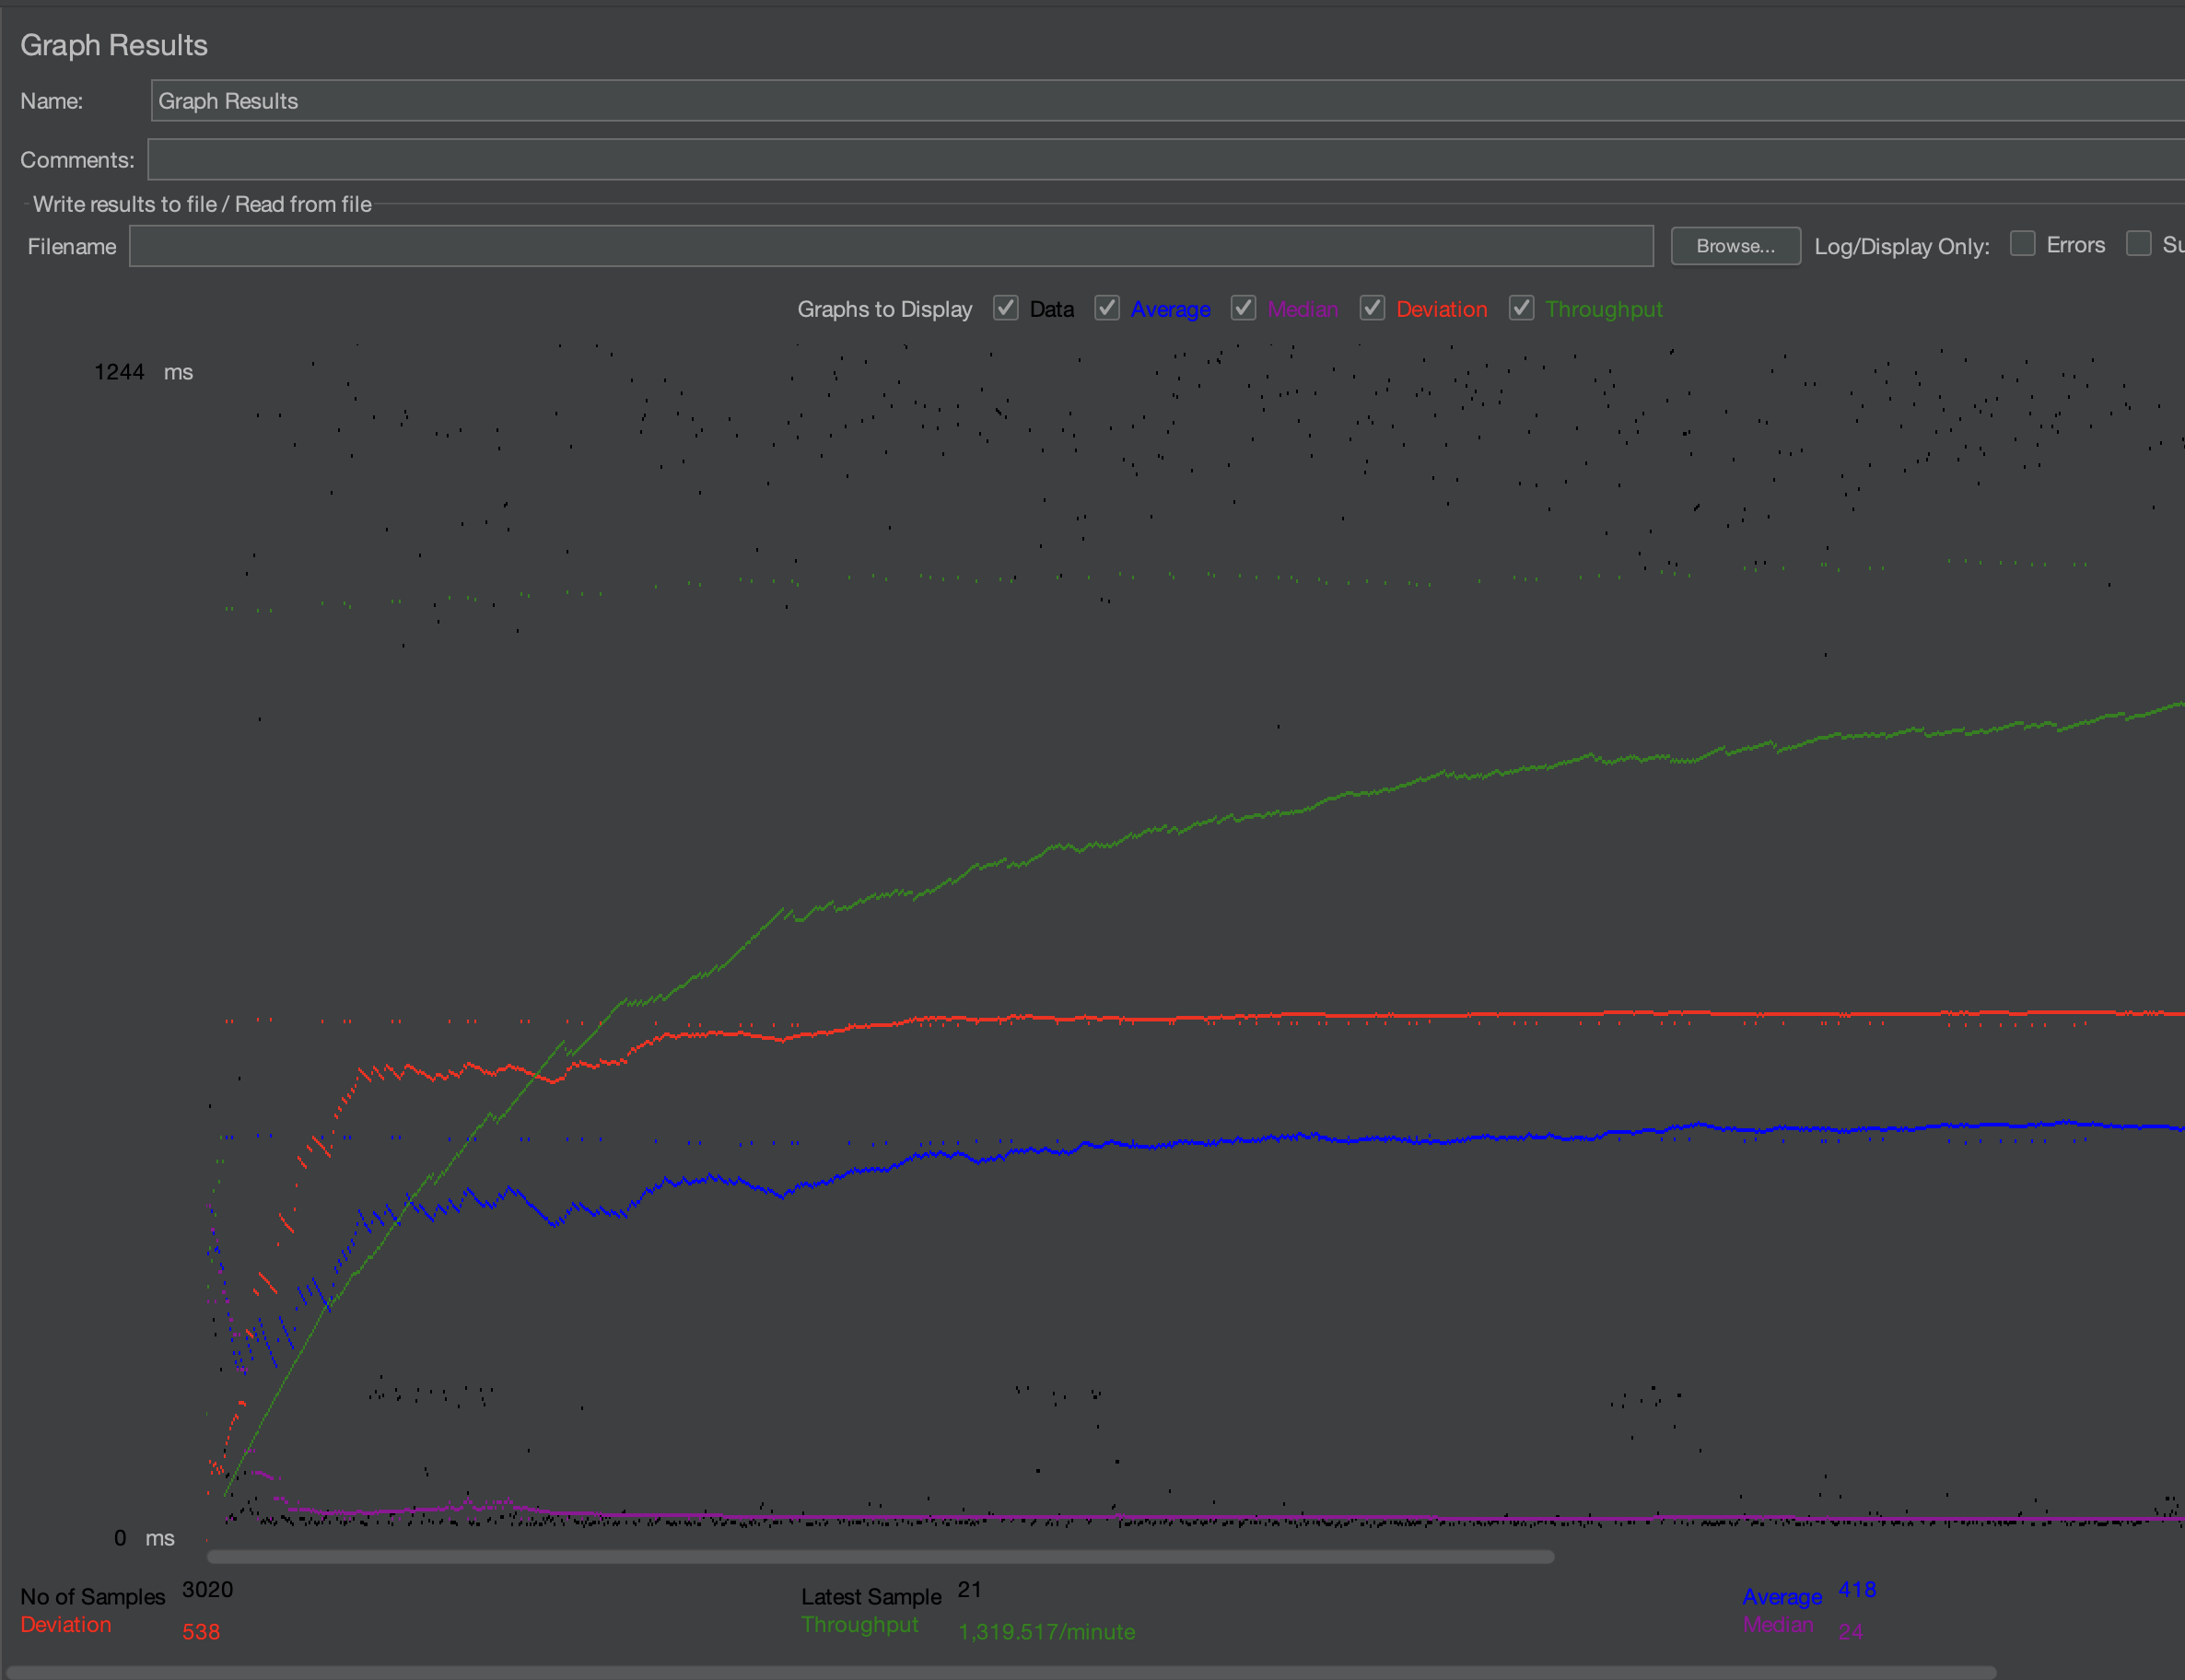 Graph Results
Name: Graph Results
Comments:
Write results to file / Read from file
Filename Browse... Log/Display Only: Errors Su
Graphs to Display Data Average Median Deviation Throughput
1244 ms
0 ms
No of Samples 3020 Latest Sample 21 Average 418
Deviation 538 Throughput 1,319.517/minute Median 24